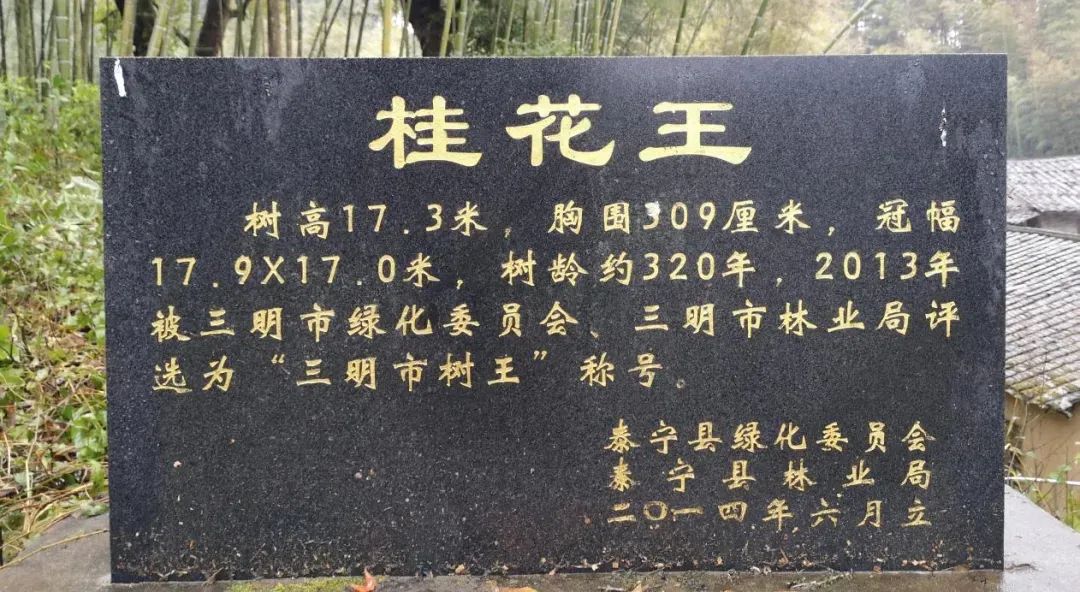 桂花王
树高17.3米，胸围309厘米，冠幅
17.9X17.0米，树龄约320年，2013年
被三明市绿化委员会、三明市林业局评
选为“三明市树王”称号。
泰宁县绿化委员会
泰宁县林业局
二〇一四年六月立